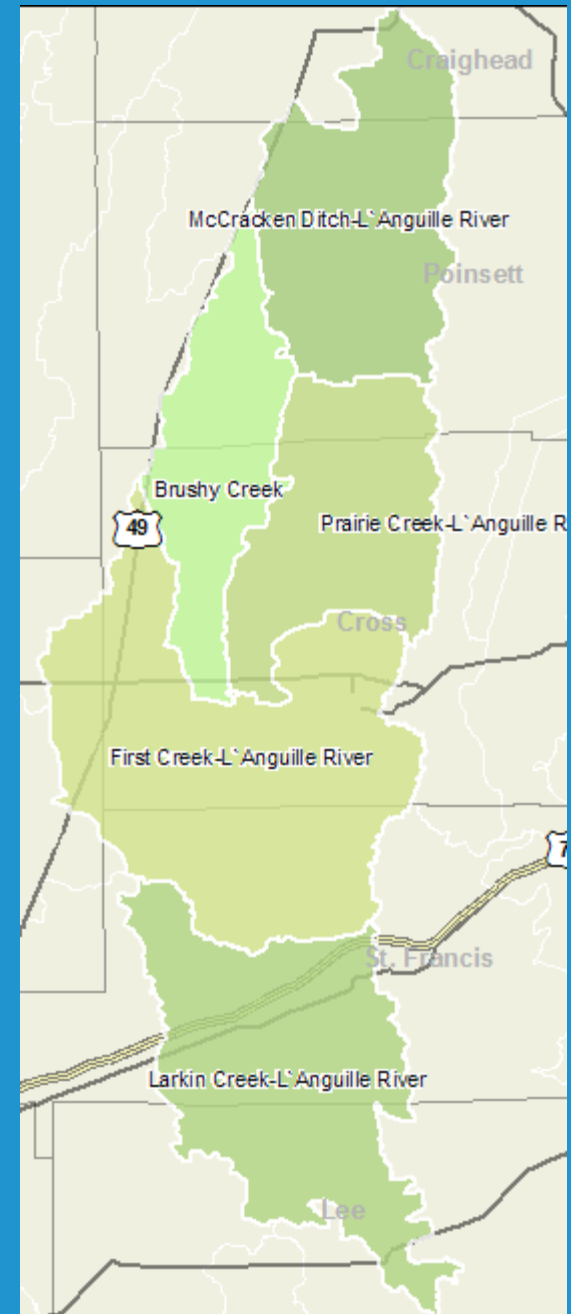 Craighead
McCracken Ditch-L`Anguille River
Poinsett
Brushy Creek
49
Prairie Creek-L`Anguille R
Cross
First Creek-L`Anguille River
7
St. Francis
Larkin Creek-L`Anguille River
Lee